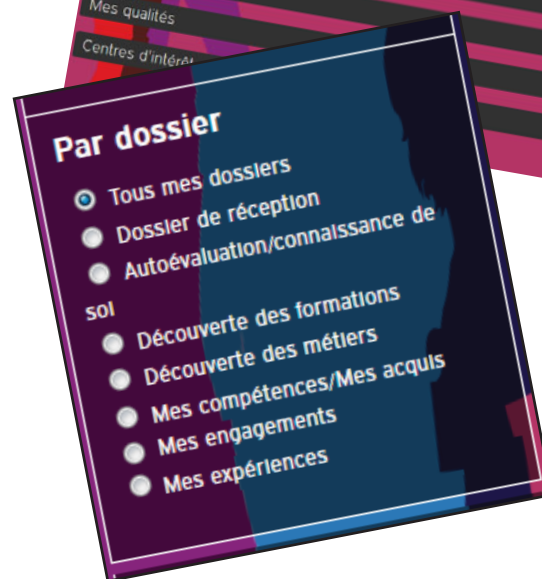 Mes qualités
Centres d'intérêt
Par dossier
Tous mes dossiers
Dossier de réception
Autoévaluation/connaissance de
soi
Découverte des formations
Découverte des métiers
Mes compétences/Mes acquis
Mes engagements
Mes expériences